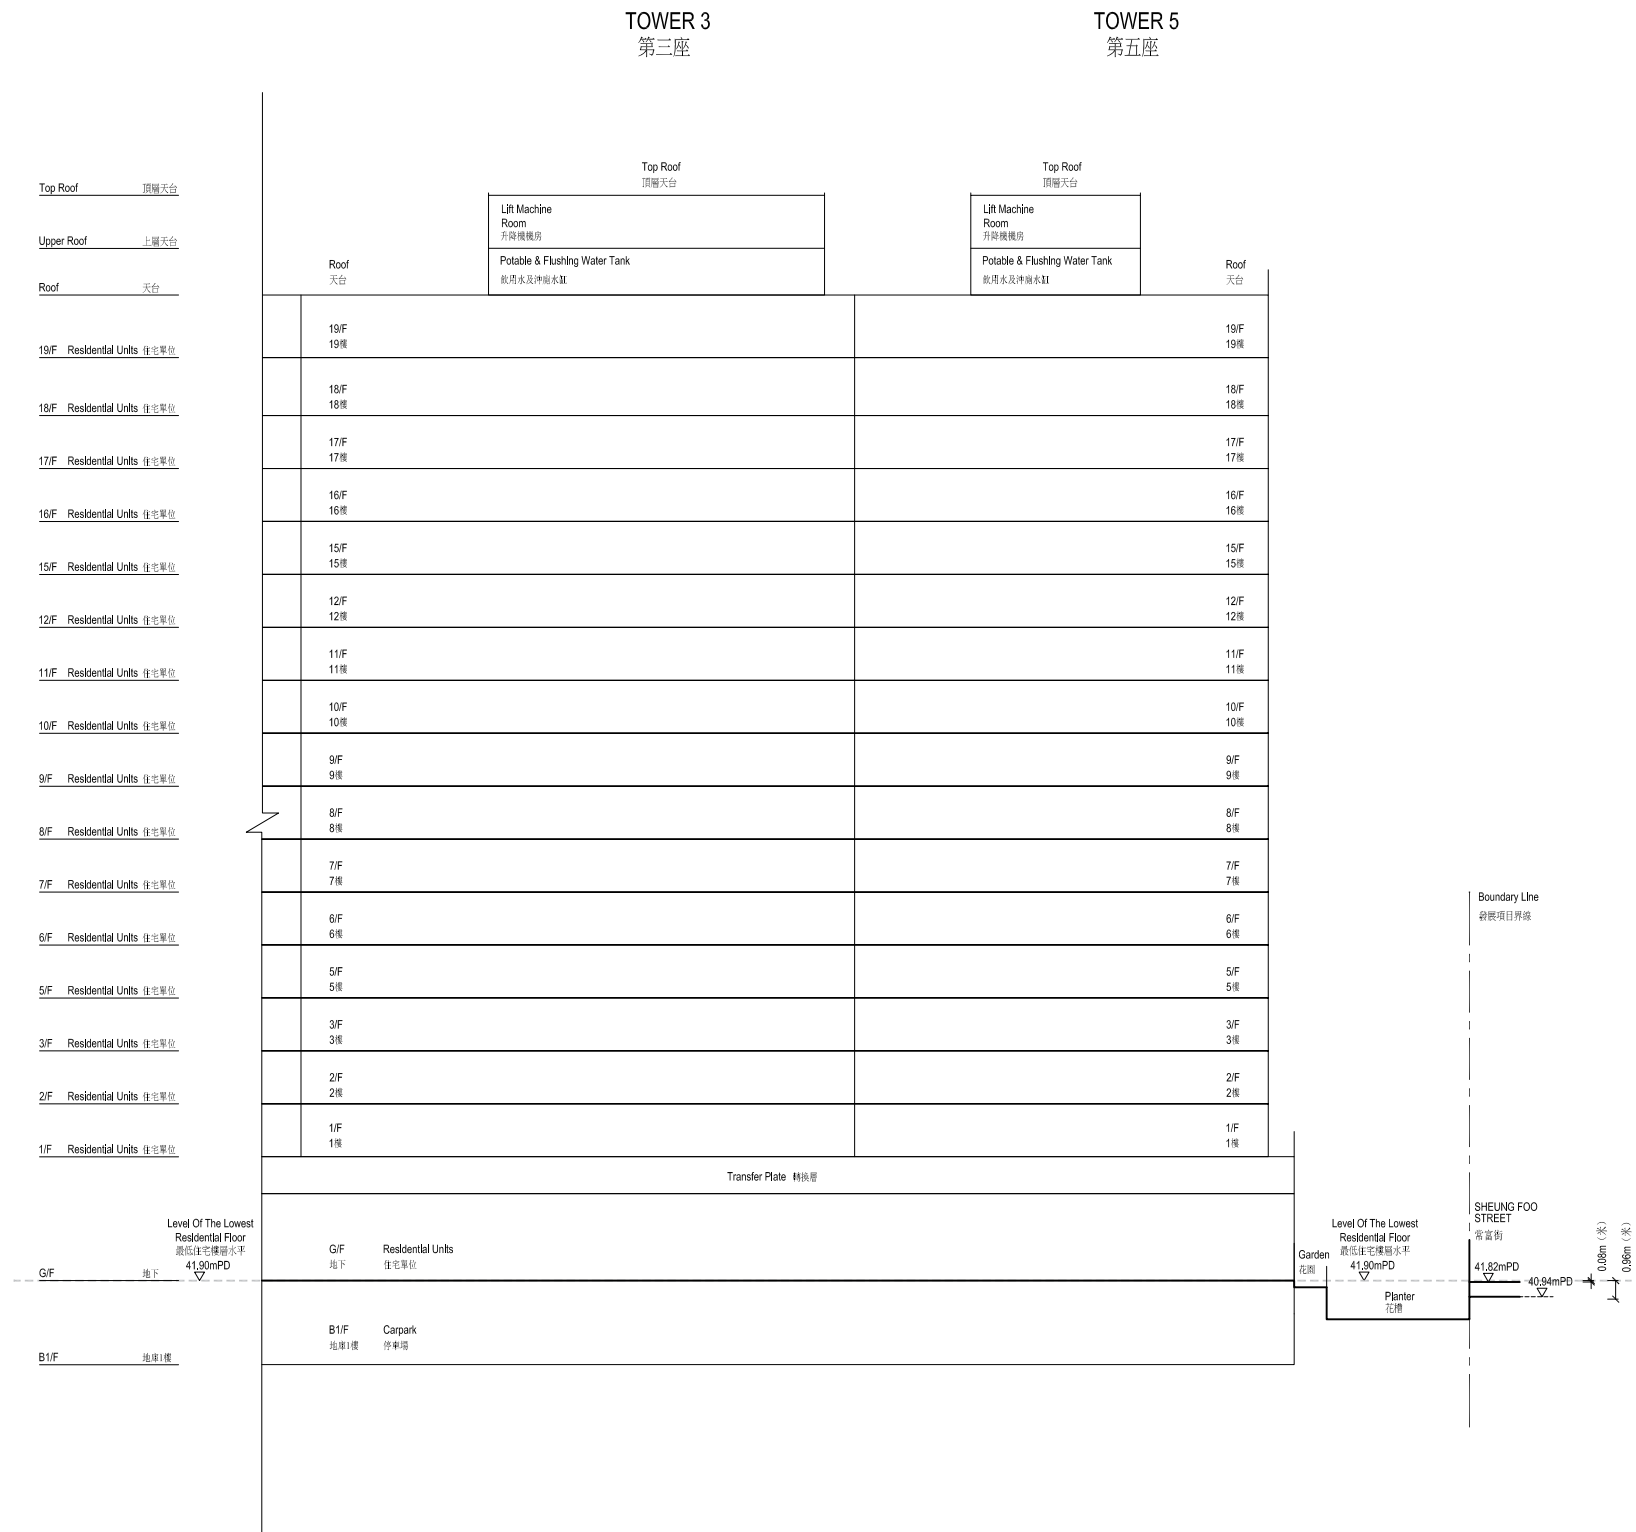 TOWER 3
第三座
TOWER 5
第五座
Top Roof 頂層天台
Upper Roof 上層天台
Roof 天台
19/F Residential Units 住宅單位
18/F Residential Units 住宅單位
17/F Residential Units 住宅單位
16/F Residential Units 住宅單位
15/F Residential Units 住宅單位
12/F Residential Units 住宅單位
11/F Residential Units 住宅單位
10/F Residential Units 住宅單位
9/F Residential Units 住宅單位
8/F Residential Units 住宅單位
7/F Residential Units 住宅單位
6/F Residential Units 住宅單位
5/F Residential Units 住宅單位
3/F Residential Units 住宅單位
2/F Residential Units 住宅單位
1/F Residential Units 住宅單位
Level Of The Lowest
Residential Floor
最低住宅樓層水平
41.90mPD
G/F 地下
B1/F 地庫1樓
Top Roof
頂層天台
Lift Machine
Room
升降機機房
Potable & Flushing Water Tank
飲用水及沖廁水缸
Roof
天台
19/F
19樓
18/F
18樓
17/F
17樓
16/F
16樓
15/F
15樓
12/F
12樓
11/F
11樓
10/F
10樓
9/F
9樓
8/F
8樓
7/F
7樓
6/F
6樓
5/F
5樓
3/F
3樓
2/F
2樓
1/F
1樓
Top Roof
頂層天台
Lift Machine
Room
升降機機房
Potable & Flushing Water Tank
飲用水及沖廁水缸
Roof
天台
19/F
19樓
18/F
18樓
17/F
17樓
16/F
16樓
15/F
15樓
12/F
12樓
11/F
11樓
10/F
10樓
9/F
9樓
8/F
8樓
7/F
7樓
6/F
6樓
5/F
5樓
3/F
3樓
2/F
2樓
1/F
1樓
Transfer Plate 轉換層
G/F Residential Units
地下 住宅單位
B1/F Carpark
地庫1樓 停車場
Boundary Line
發展項目界線
Garden
花園
Level Of The Lowest
Residential Floor
最低住宅樓層水平
41.90mPD
Planter
花槽
SHEUNG FOO
STREET
常富街
41.82mPD
40.94mPD
0.08m（米）
0.96m（米）